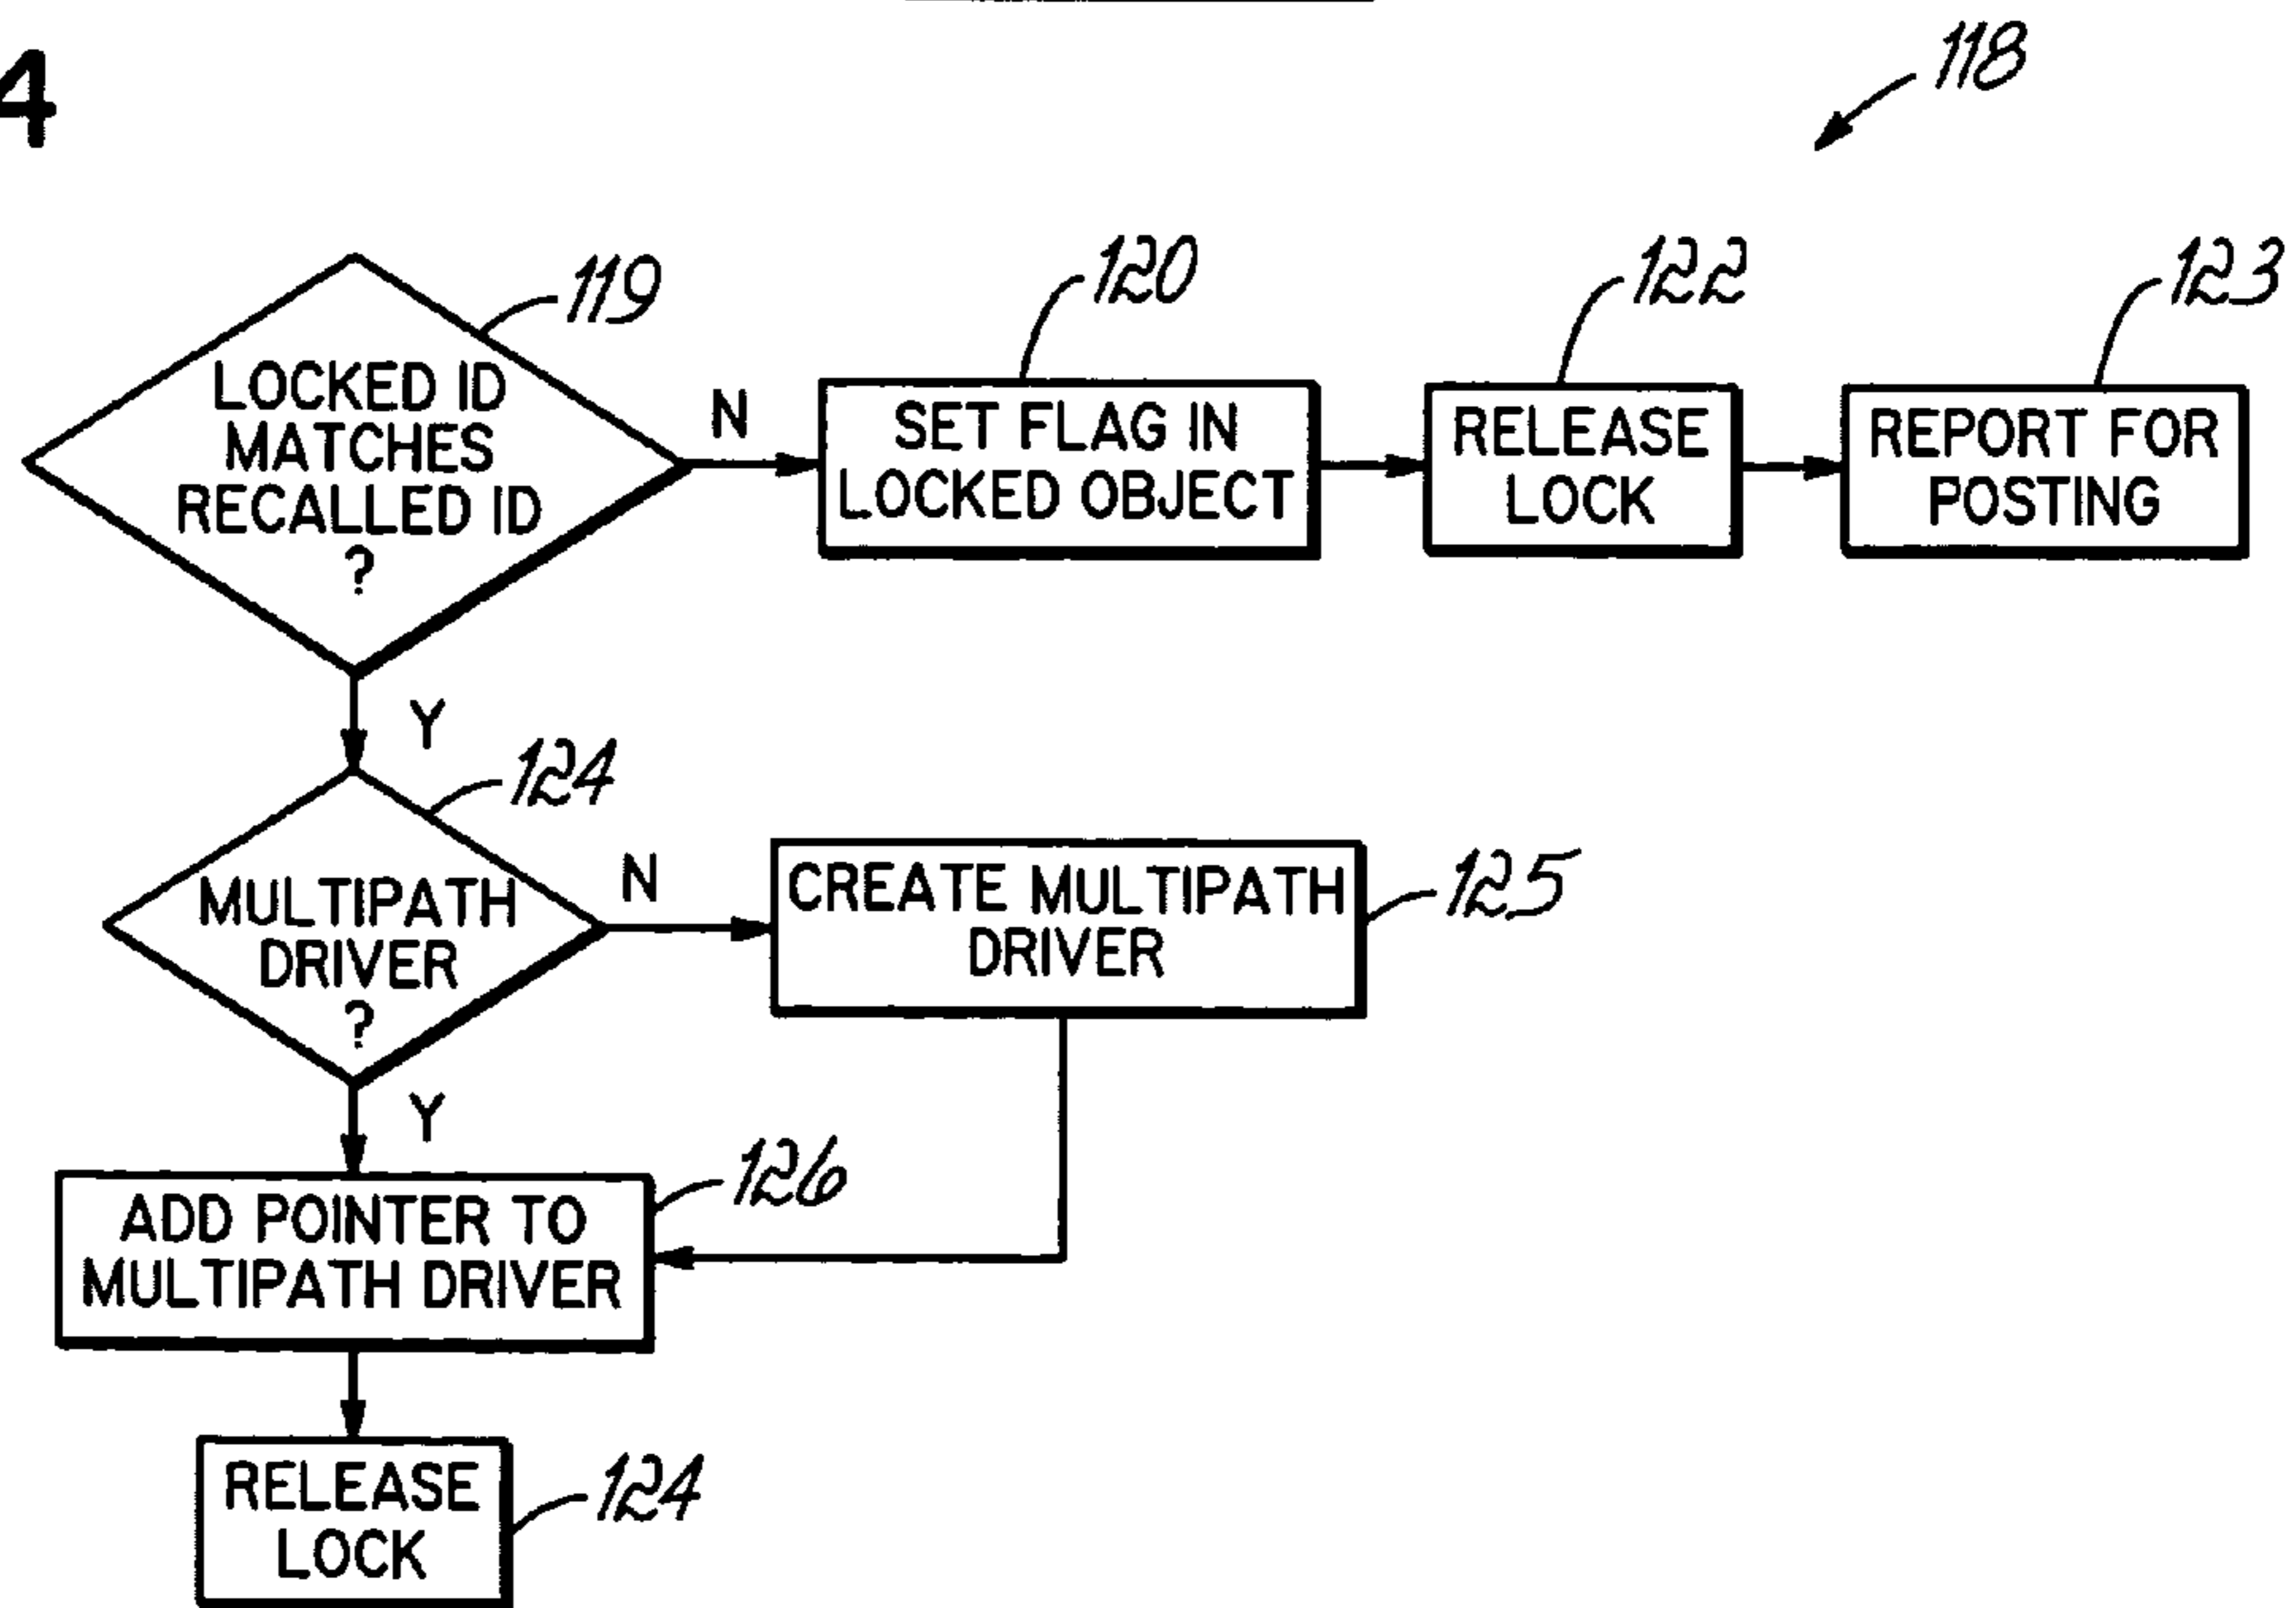 4
118
119
LOCKED ID
MATCHES
RECALLED ID
?
N
120
SET FLAG IN
LOCKED OBJECT
122
RELEASE
LOCK
123
REPORT FOR
POSTING
Y
124
MULTIPATH
DRIVER
?
N
125
CREATE MULTIPATH
DRIVER
Y
126
ADD POINTER TO
MULTIPATH DRIVER
124
RELEASE
LOCK